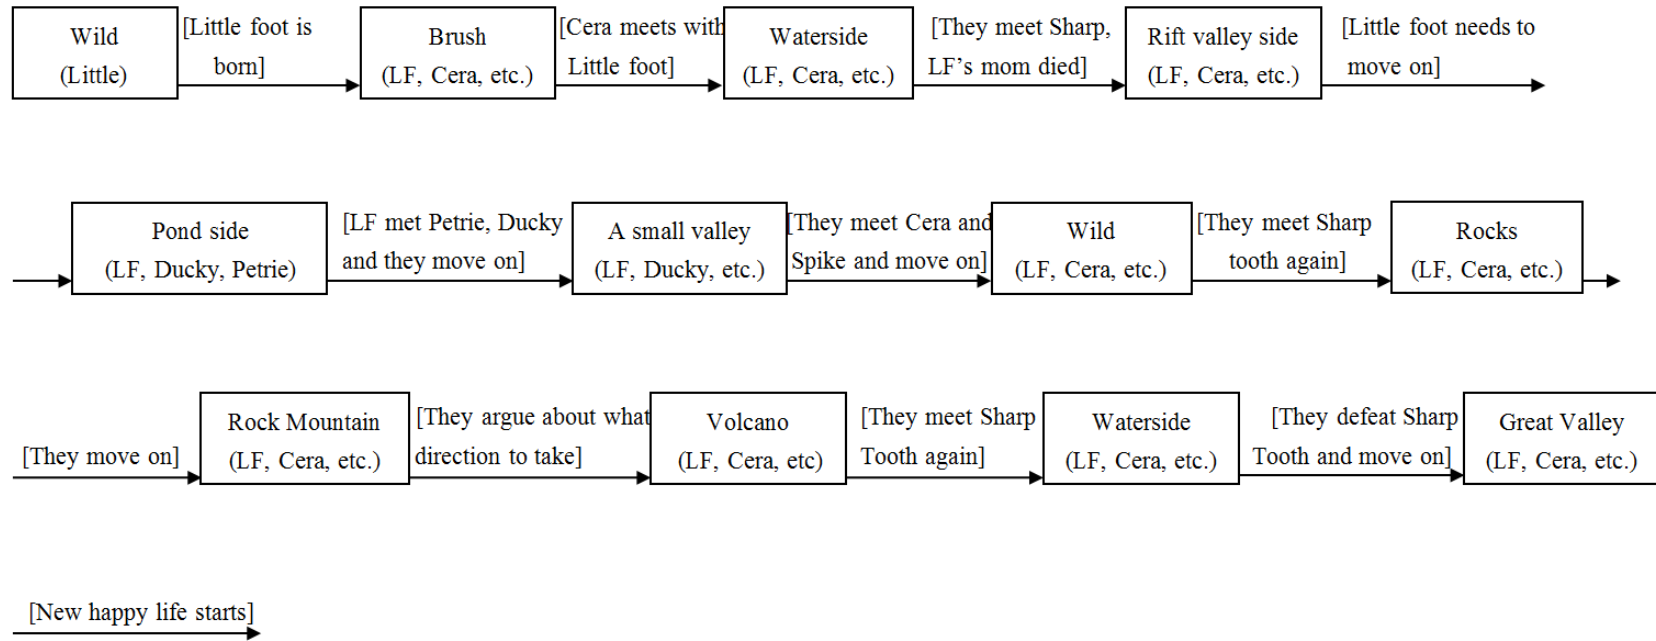 Wild
(Little)
[Little foot is
born]
Brush
(LF, Cera, etc.)
[Cera meets with
Little foot]
Waterside
(LF, Cera, etc.)
[They meet Sharp,
LF’s mom died]
Rift valley side
(LF, Cera, etc.)
[Little foot needs to
move on]
Pond side
(LF, Ducky, Petrie)
[LF met Petrie, Ducky
and they move on]
A small valley
(LF, Ducky, etc.)
[They meet Cera and
Spike and move on]
Wild
(LF, Cera, etc.)
[They meet Sharp
tooth again]
Rocks
(LF, Cera, etc.)
[They move on]
Rock Mountain
(LF, Cera, etc.)
[They argue about what
direction to take]
Volcano
(LF, Cera, etc)
[They meet Sharp
Tooth again]
Waterside
(LF, Cera, etc.)
[They defeat Sharp
Tooth and move on]
Great Valley
(LF, Cera, etc.)
[New happy life starts]